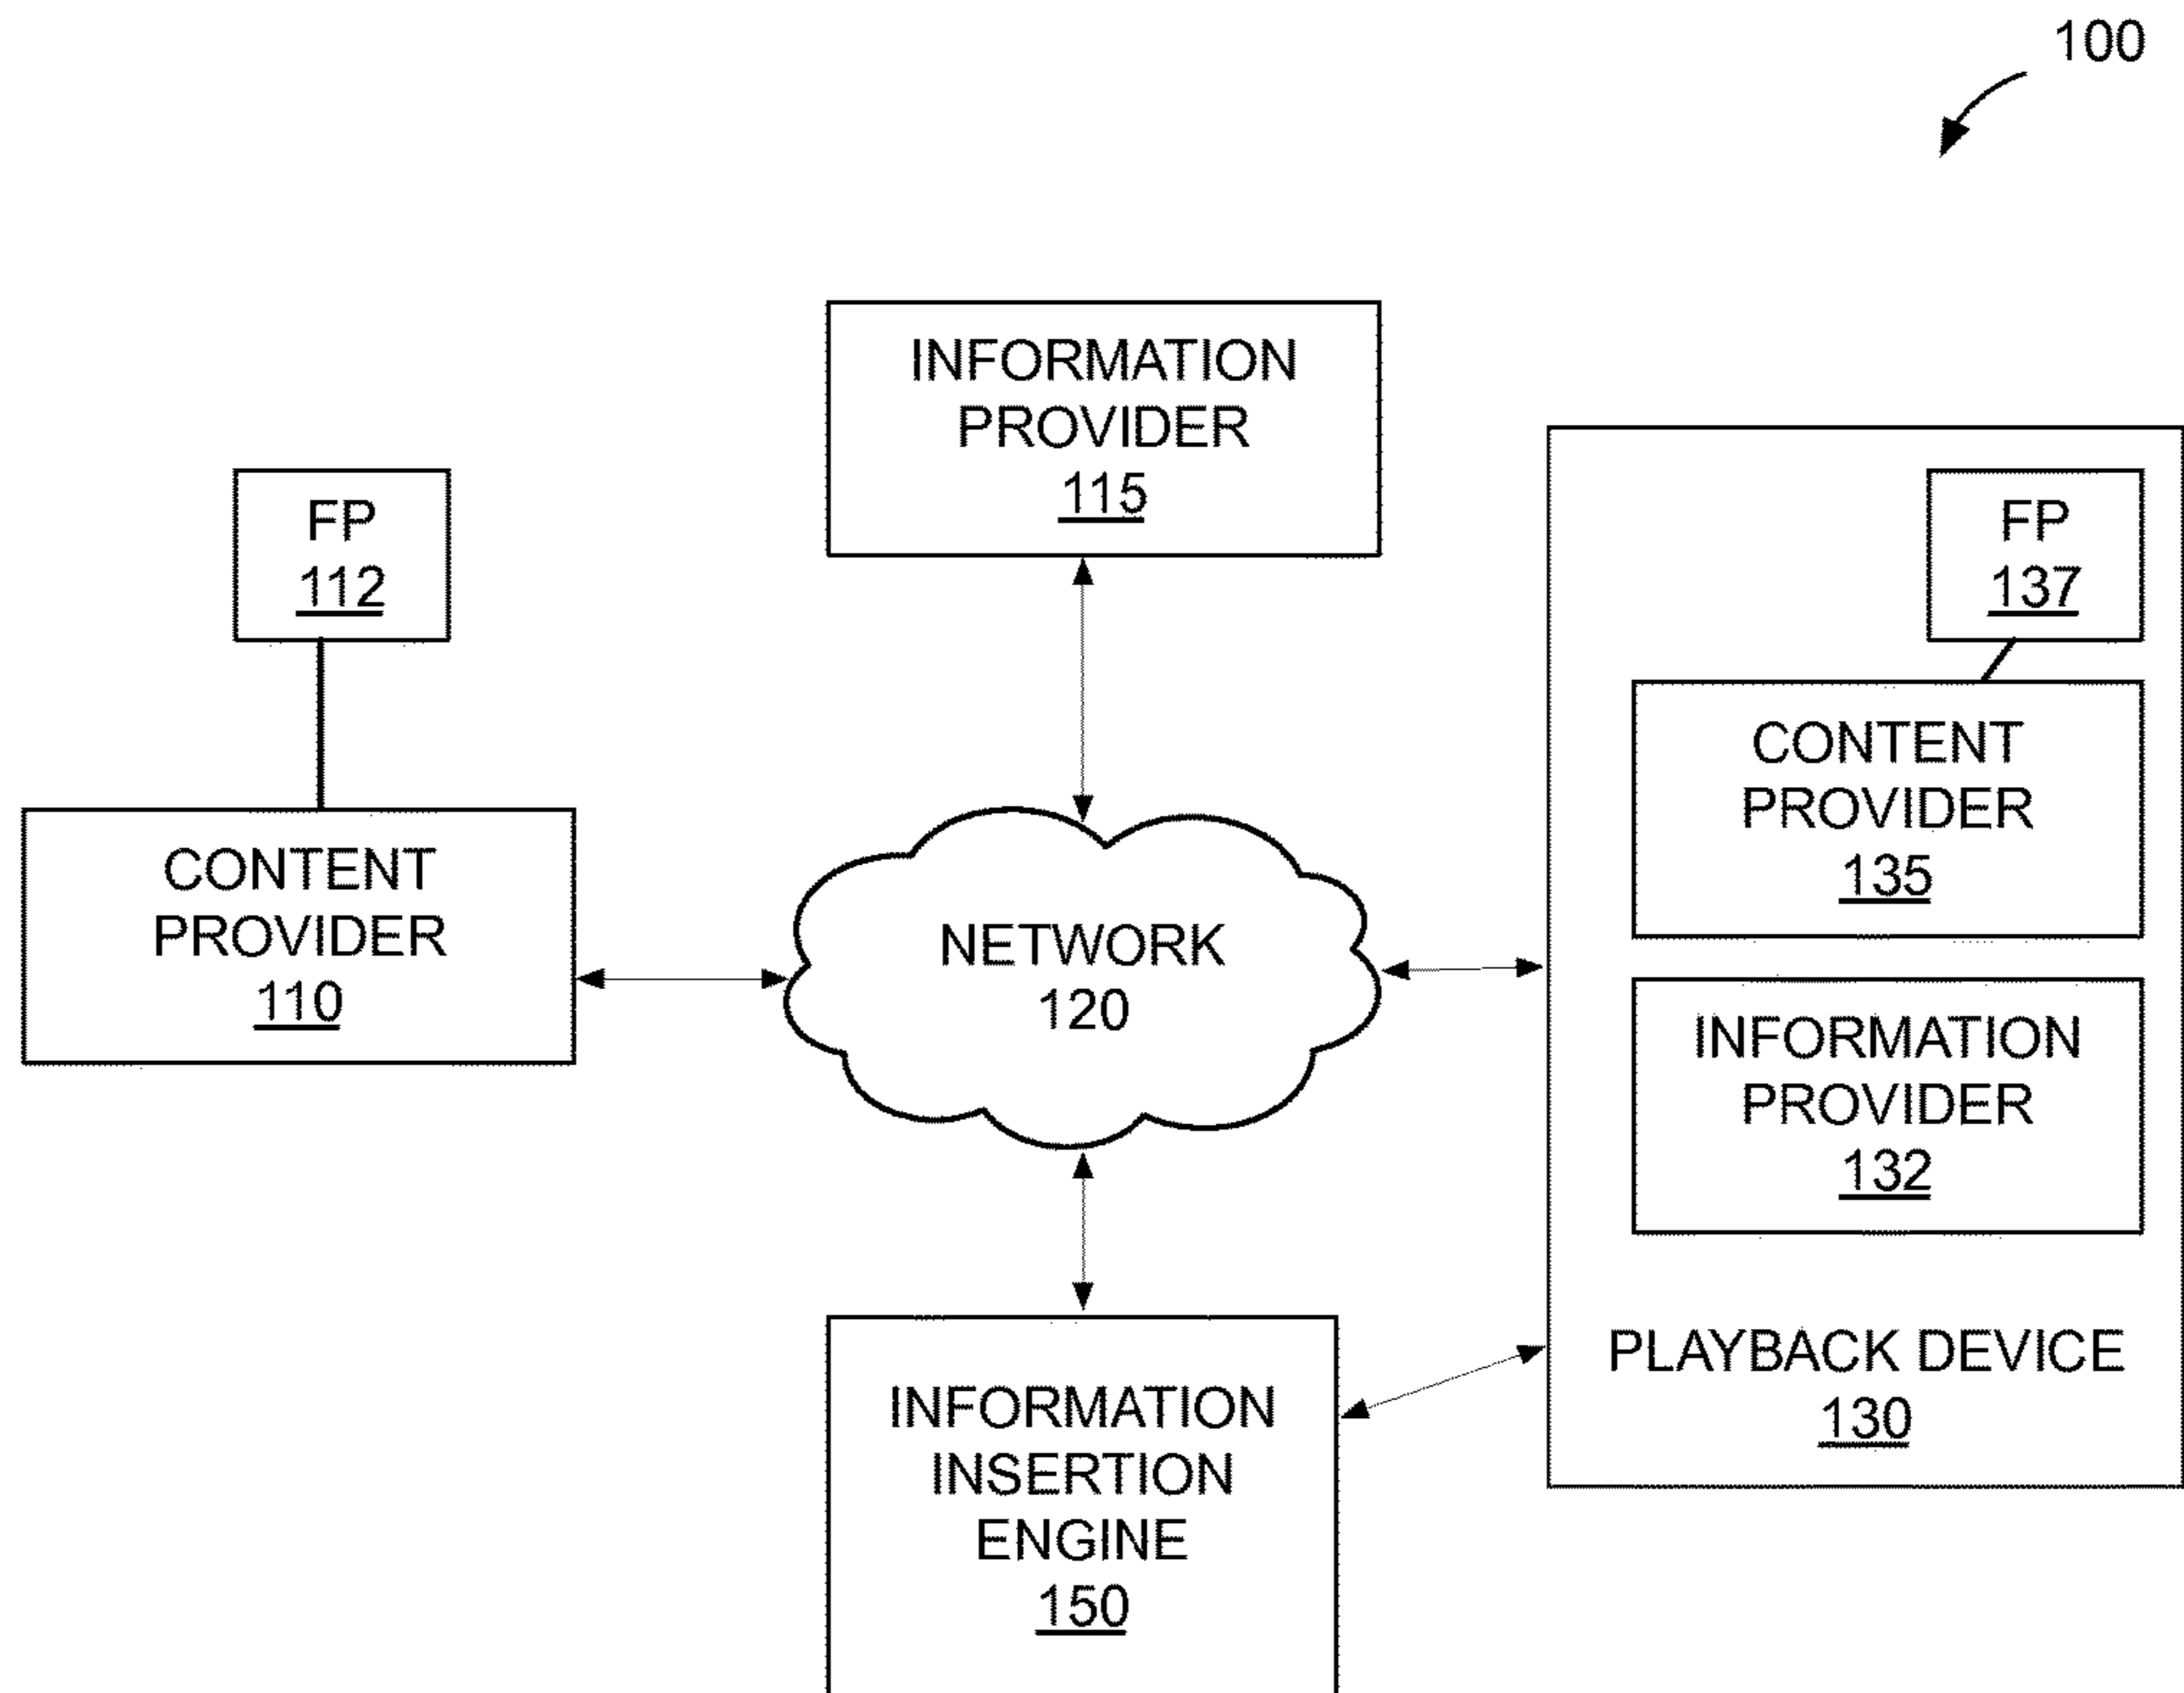 100
INFORMATION
PROVIDER
115
FP
112
FP
137
CONTENT
PROVIDER
135
CONTENT
PROVIDER
110
NETWORK
120
INFORMATION
PROVIDER
132
PLAYBACK DEVICE
130
INFORMATION
INSERTION
ENGINE
150